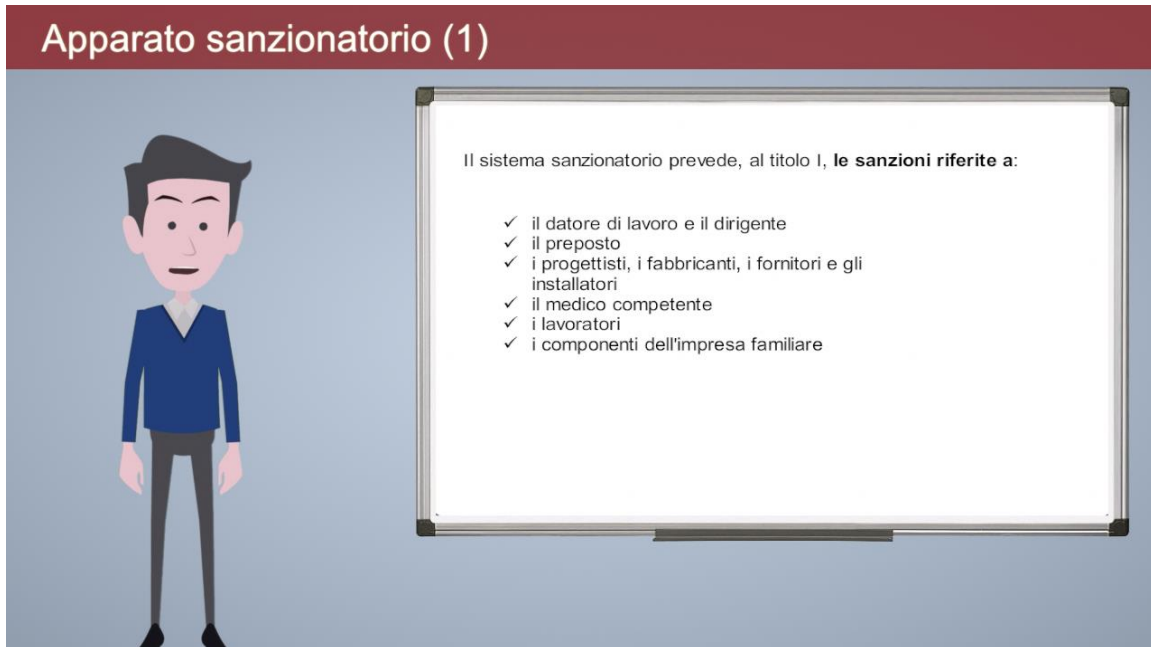 Apparato sanzionatorio (1)
Il sistema sanzionatorio prevede, al titolo I, le sanzioni riferite a:
✓ il datore di lavoro e il dirigente
✓ il preposto
✓ i progettisti, i fabbricanti, i fornitori e gli
installatori
✓ il medico competente
✓ i lavoratori
✓ i componenti dell'impresa familiare